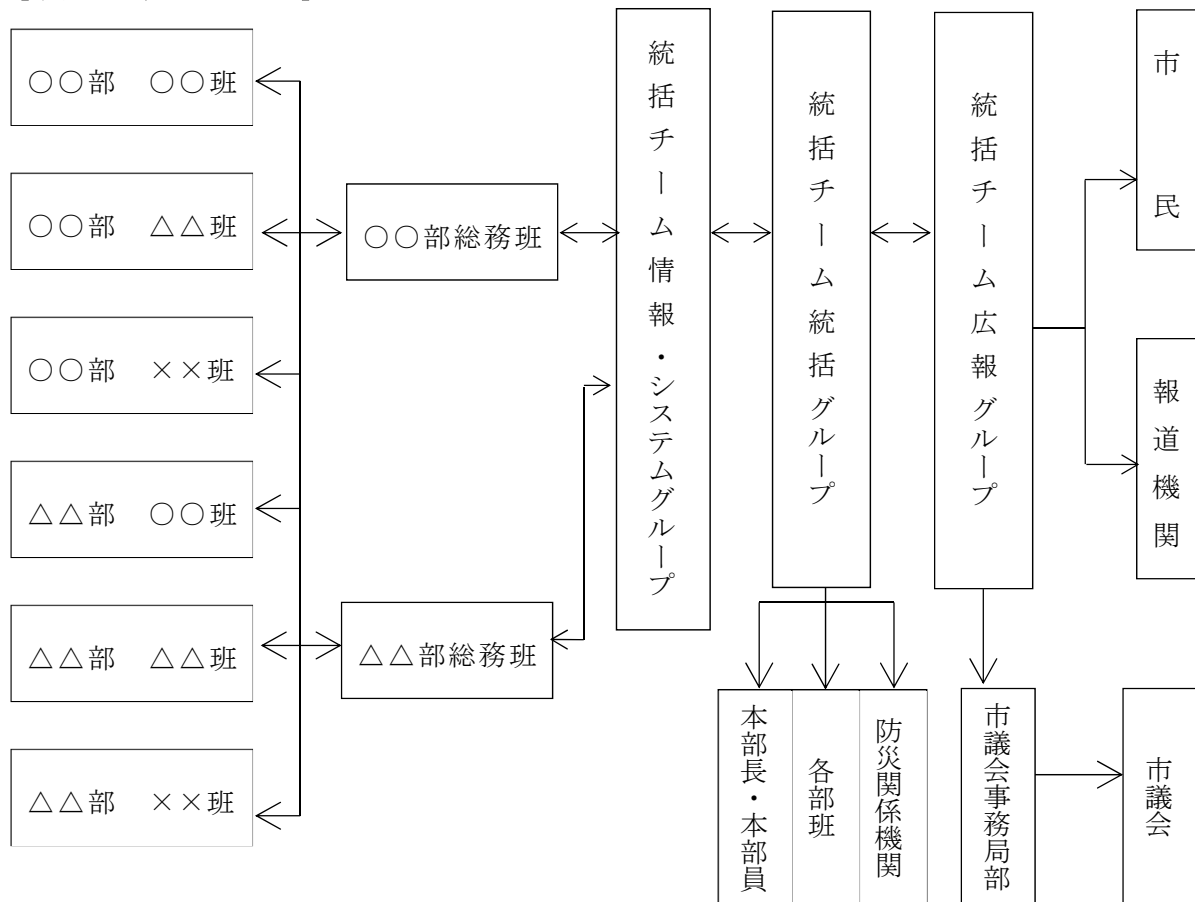 ○○部 ○○班
○○部 △△班
○○部 ××班
△△部 ○○班
△△部 △△班
△△部 ××班
○○部総務班
△△部総務班
統括チーム情報・システムグループ
統括チーム統括グループ
統括チーム広報グループ
市民
報道機関
本部長・本部員
各部班
防災関係機関
市議会事務局部
市議会